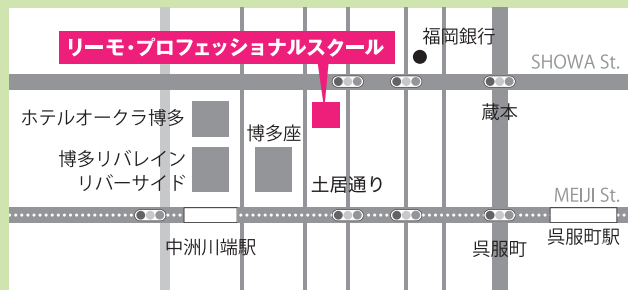 福岡銀行
リーモ・プロフェッショナルスクール
SHOWA St.
ホテルオークラ博多
蔵本
博多座
博多リバレイン
リバーサイド
土居通り
MEIJI St.
中洲川端駅
呉服町
呉服町駅